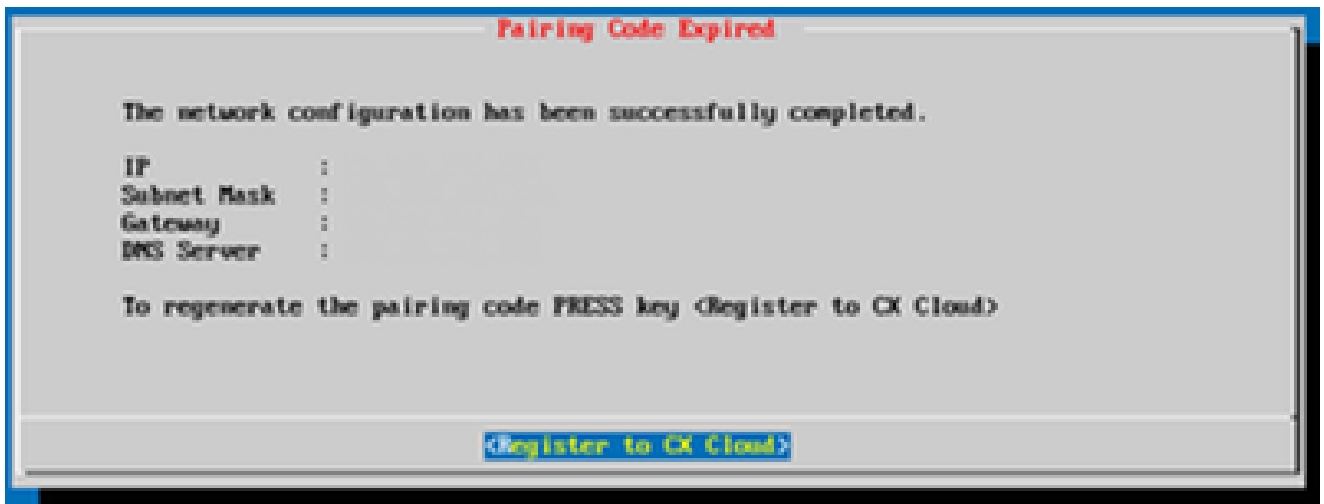 Pairing Code Expired
The network configuration has been successfully completed.
IP :
Subnet Mask :
Gateway :
DNS Server :
To regenerate the pairing code PRESS key <Register to CX Cloud>
<Register to CX Cloud>